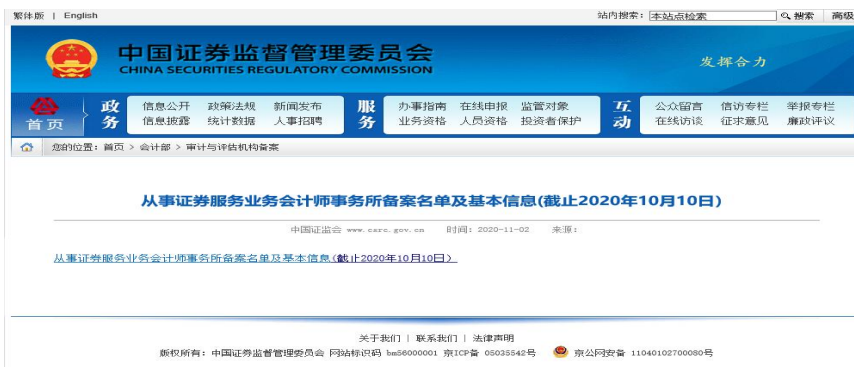 繁体版 | English 站内搜索: 本站点检索 搜索 高级
中国证券监督管理委员会
CHINA SECURITIES REGULATORY COMMISSION
发挥合力
首页
政务
信息公开 政策法规 新闻发布
信息披露 统计数据 人事招聘
服务
办事指南 在线申报 监管对象
业务资格 人员资格 投资者保护
互动
公众留言 信访专栏 举报专栏
在线访谈 征求意见 廉政评议
您的位置: 首页 > 会计部 > 审计与评估机构备案
从事证券服务业务会计师事务所备案名单及基本信息(截止2020年10月10日)
中国证监会 www.csrc.gov.cn 时间: 2020-11-02 来源:
从事证券服务业务会计师事务所备案名单及基本信息(截止2020年10月10日)
关于我们 | 联系我们 | 法律声明
版权所有: 中国证券监督管理委员会 网站标识码 bm56000001 京ICP备 05035542号 京公网安备 11040102700080号